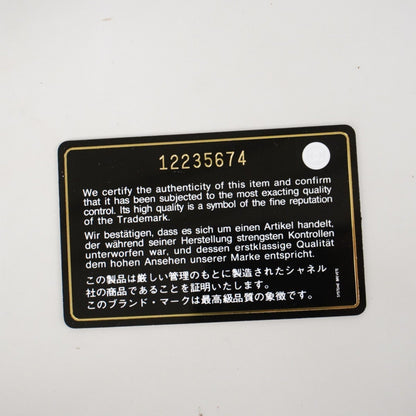 12235674
We certify the authenticity of this item and confirm
that it has been subjected to the most exacting quality
control. Its high quality is a symbol of the fine reputation
of the Trademark.
Wir bestätigen, dass es sich um einen Artikel handelt,
der während seiner Herstellung strengsten Kontrollen
unterworfen war, und dessen erstklassige Qualität
dem hohen Ansehen unserer Marke entspricht.
この製品は厳しい管理のもとに製造されたシャネル
社の商品であることを証明いたします。
このブランド・マークは最高級品質の象徴です。